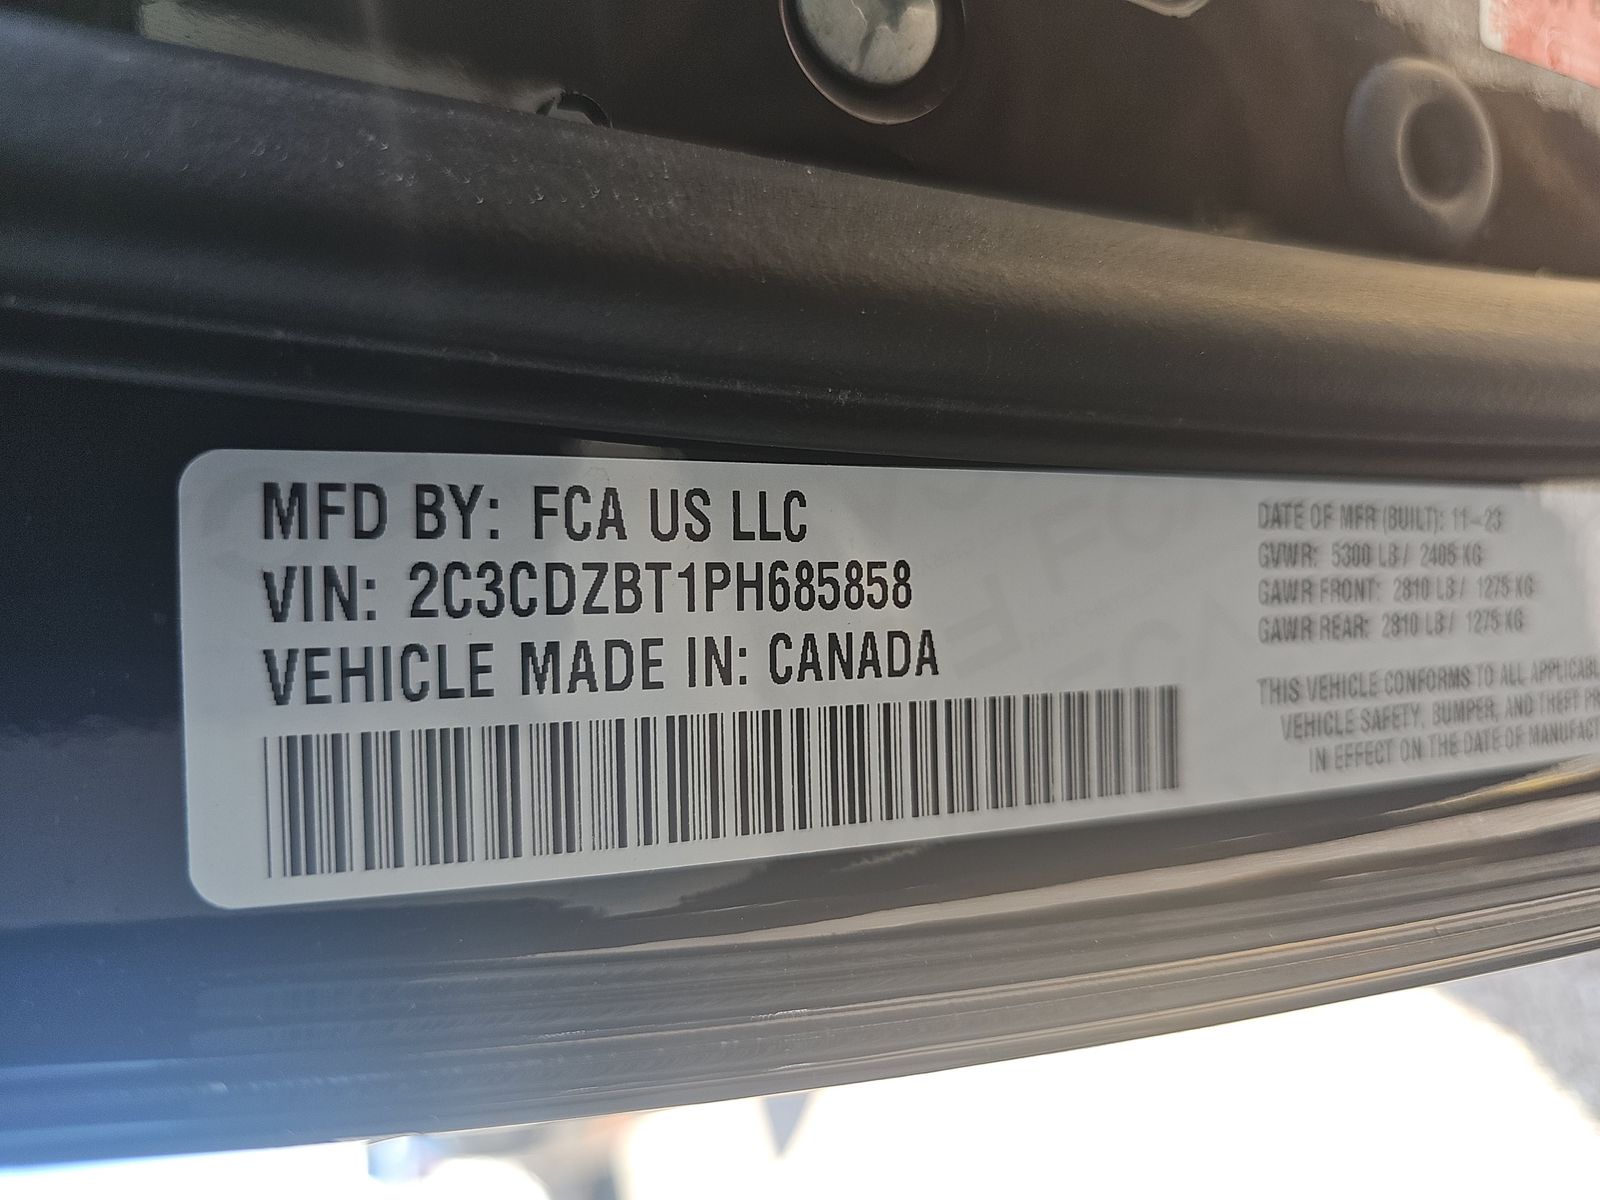 MFD BY: FCA US LLC
VIN: 2C3CDZBT1PH685858
VEHICLE MADE IN: CANADA
DATE OF MFR (BUILT): 11-23
GVWR: 5300 LB / 2405 KG
GAWR FRONT: 2810 LB / 1275 KG
GAWR REAR: 2810 LB / 1275 KG
THIS VEHICLE CONFORMS TO ALL APPLICABL
VEHICLE SAFETY, BUMPER, AND THEFT PR
IN EFFECT ON THE DATE OF MANUFACT